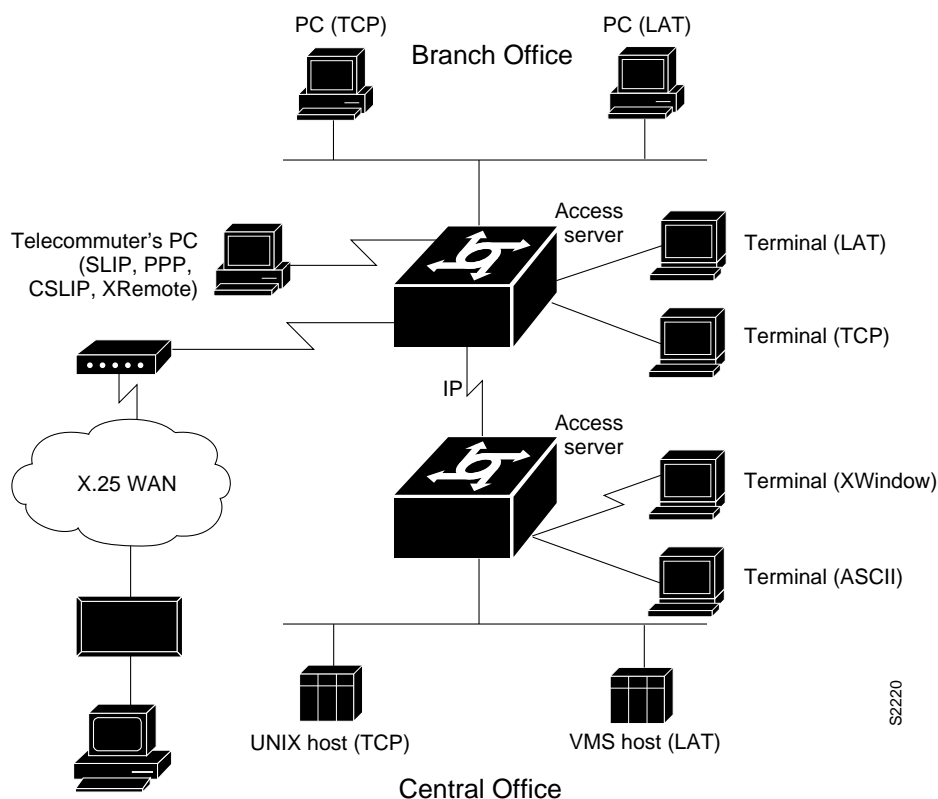 PC (TCP)
PC (LAT)
Branch Office
Access
server
Telecommuter's PC
(SLIP, PPP,
CSLIP, XRemote)
Terminal (LAT)
Terminal (TCP)
IP
Access
server
X.25 WAN
Terminal (XWindow)
Terminal (ASCII)
UNIX host (TCP)
VMS host (LAT)
S2220
Central Office